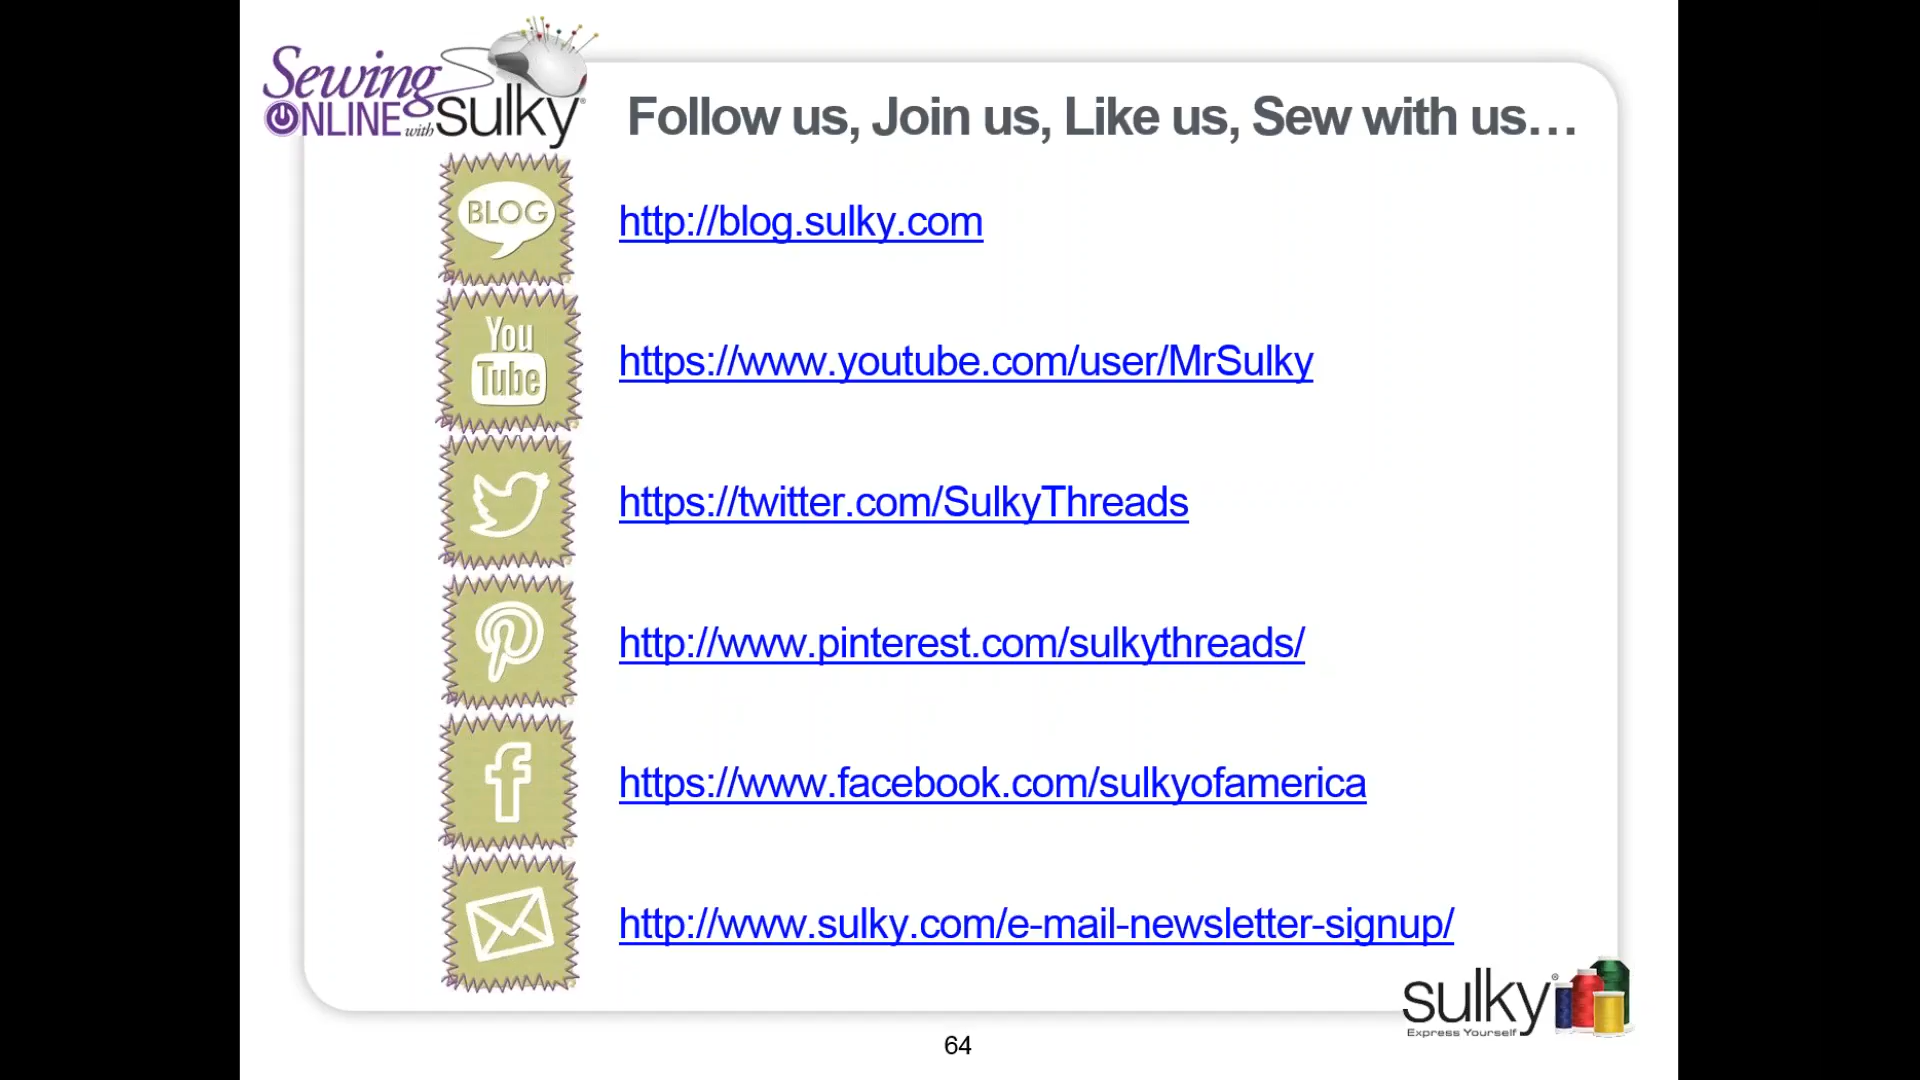 Sewing
ONLINE with sulky®
Follow us, Join us, Like us, Sew with us…
BLOG
http://blog.sulky.com
You
Tube
https://www.youtube.com/user/MrSulky
https://twitter.com/SulkyThreads
http://www.pinterest.com/sulkythreads/
https://www.facebook.com/sulkyofamerica
http://www.sulky.com/e-mail-newsletter-signup/
sulky®
Express Yourself
64